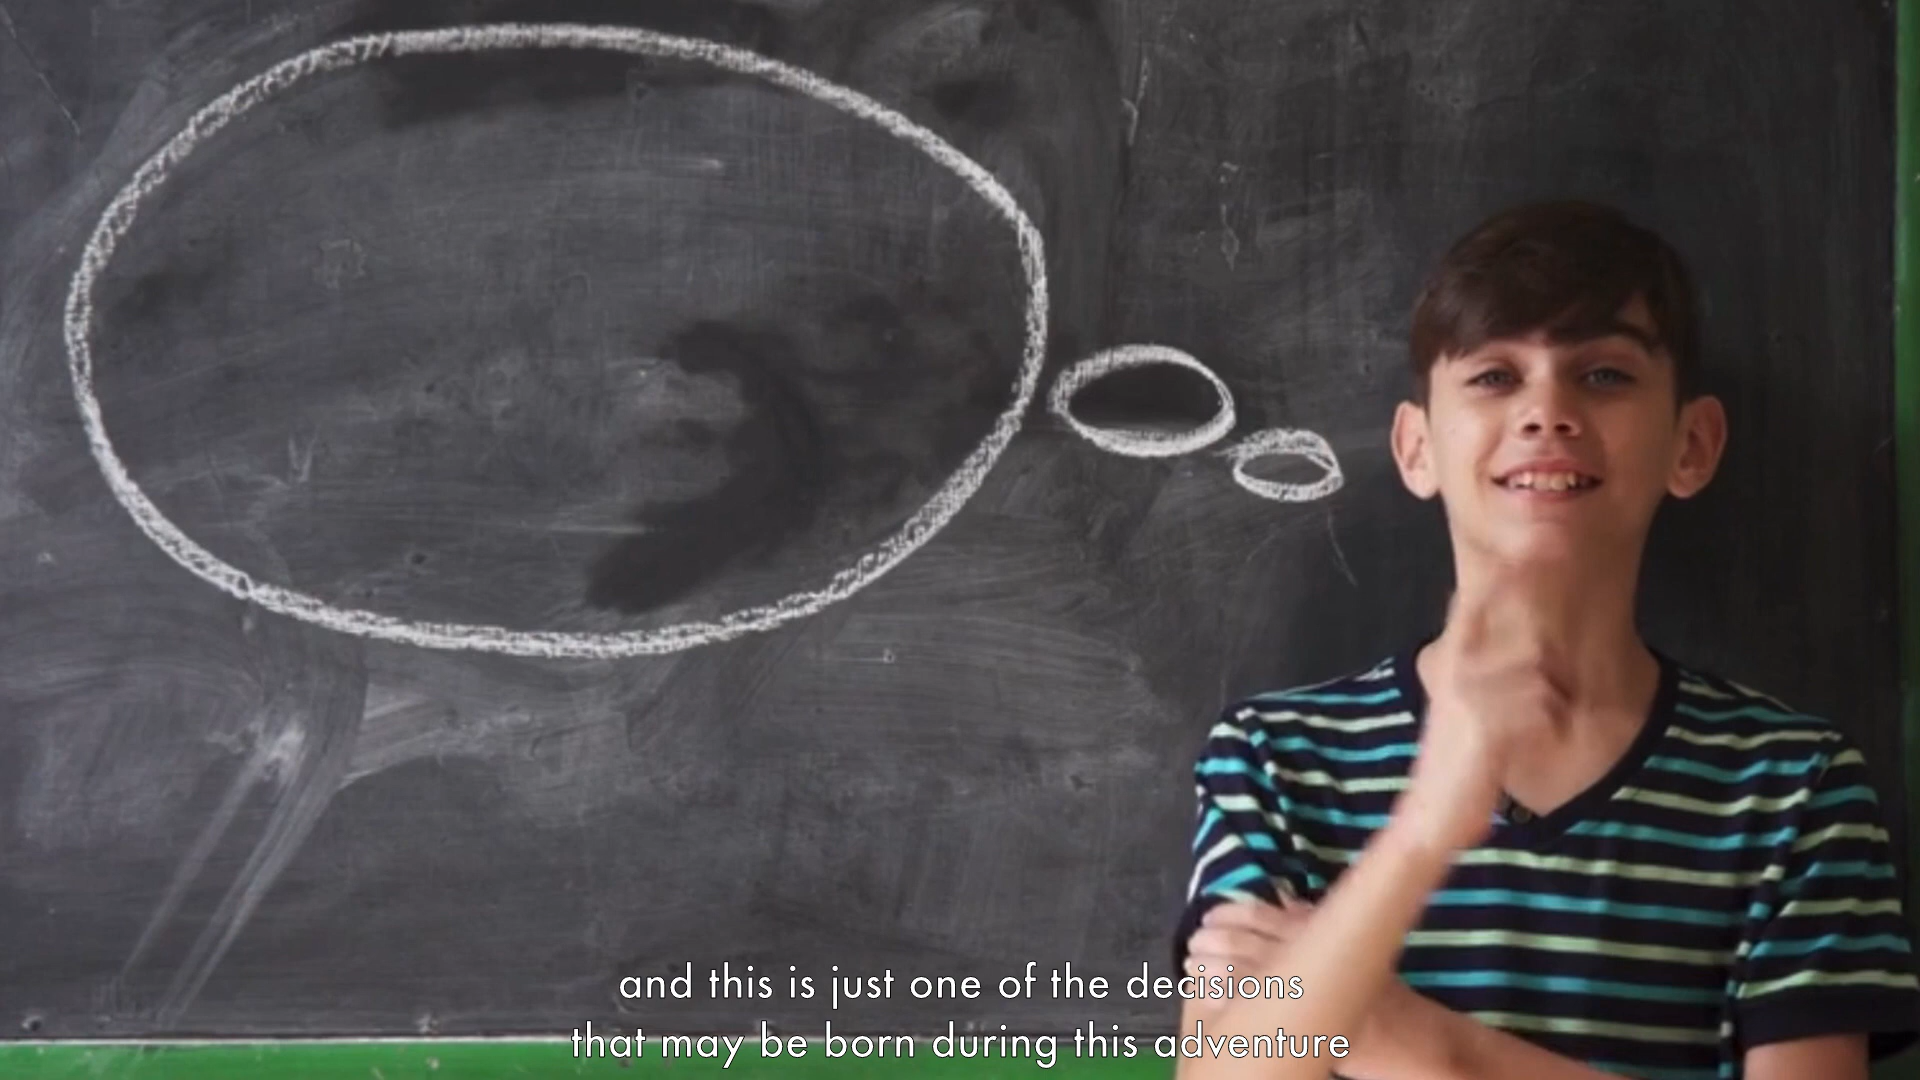 and this is just one of the decisions
that may be born during this adventure